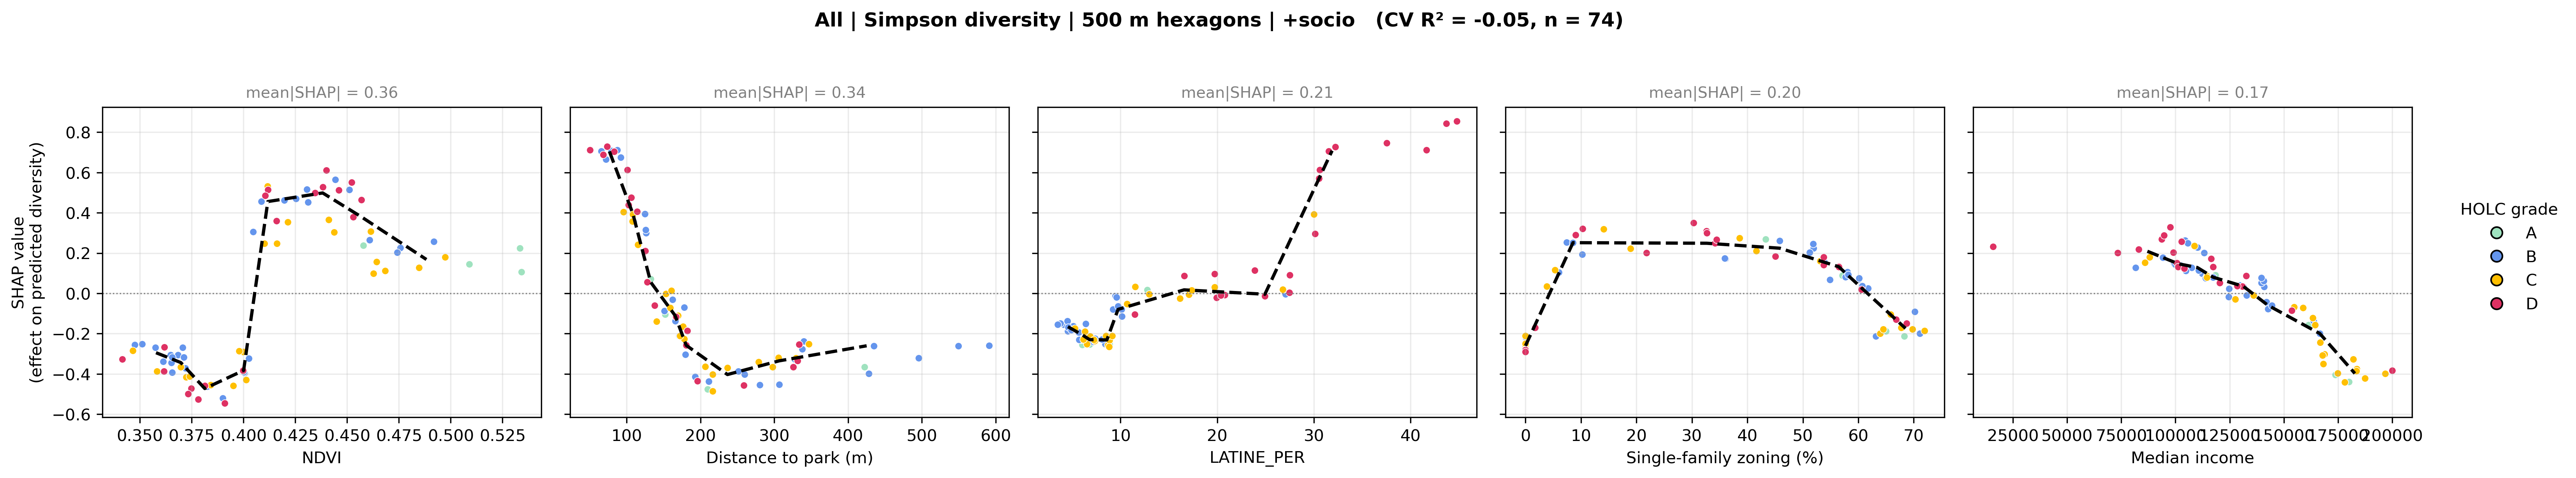 All | Simpson diversity | 500 m hexagons | +socio (CV R² = -0.05, n = 74)
mean|SHAP| = 0.36
mean|SHAP| = 0.34
mean|SHAP| = 0.21
mean|SHAP| = 0.20
mean|SHAP| = 0.17
SHAP value
(effect on predicted diversity)
0.8
0.6
0.4
0.2
0.0
−0.2
−0.4
−0.6
0.350 0.375 0.400 0.425 0.450 0.475 0.500 0.525
NDVI
100 200 300 400 500 600
Distance to park (m)
10 20 30 40
LATINE_PER
0 10 20 30 40 50 60 70
Single-family zoning (%)
25000 50000 75000 100000 125000 150000 175000 200000
Median income
HOLC grade
A
B
C
D